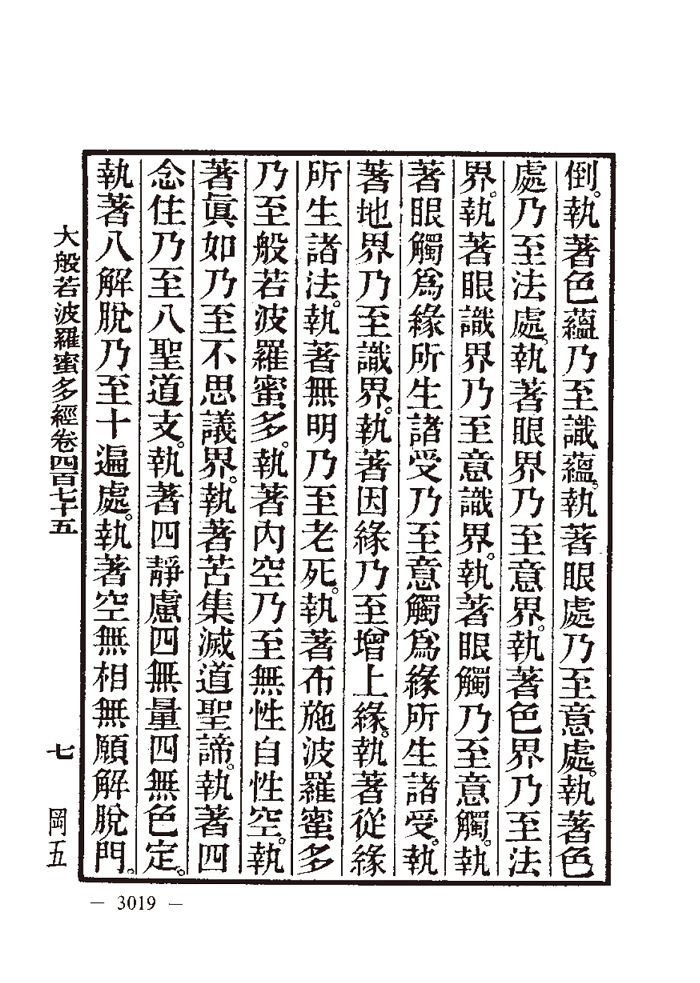 倒。執著色蘊乃至識蘊。執著眼處乃至意處。執著色
處乃至法處。執著眼界乃至意界。執著色界乃至法
界。執著眼識界乃至意識界。執著眼觸乃至意觸。執
著眼觸爲緣所生諸受乃至意觸爲緣所生諸受。執
著地界乃至識界。執著因緣乃至增上緣。執著從緣
所生諸法。執著無明乃至老死。執著布施波羅蜜多
乃至般若波羅蜜多。執著內空乃至無性自性空。執
著眞如乃至不思議界。執著苦集滅道聖諦。執著四
念住乃至八聖道支。執著四靜慮四無量四無色定。
執著八解脫乃至十遍處。執著空無相無願解脫門。
大般若波羅蜜多經卷四百七十五 七 岡五
— 3019 —